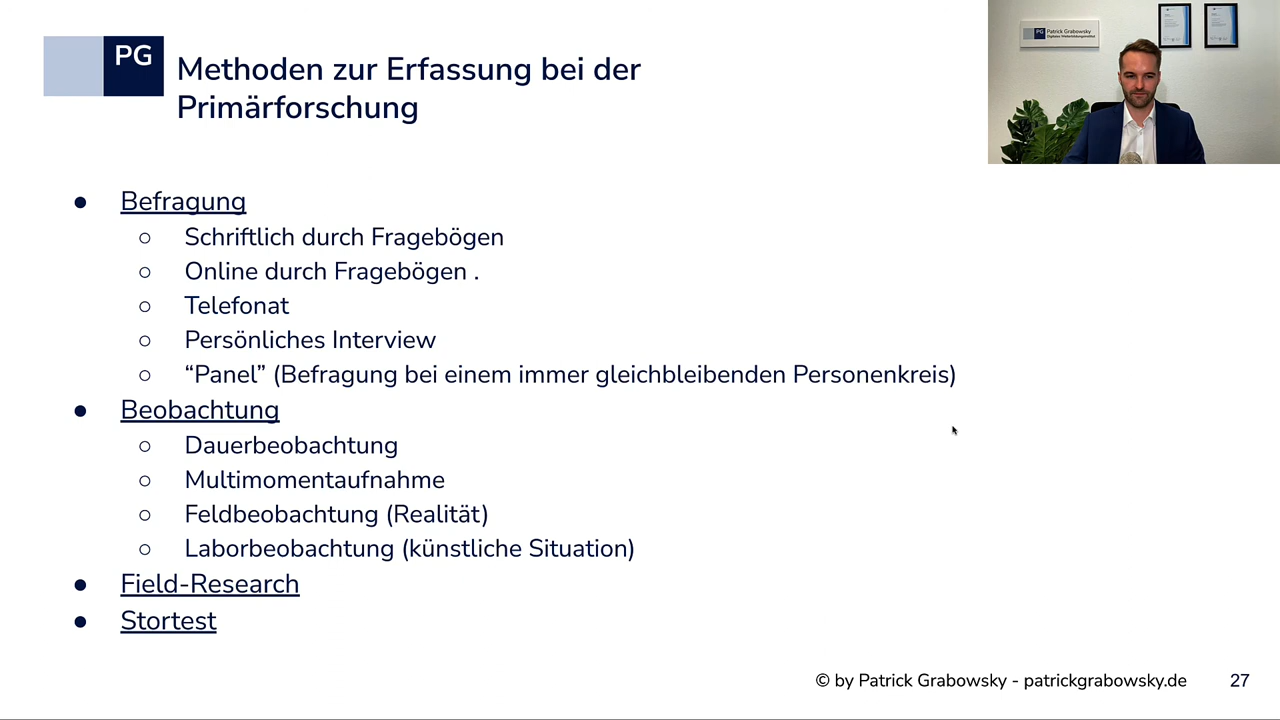 PG
Methoden zur Erfassung bei der
Primärforschung
PG Patrick Grabowsky
● Befragung
○ Schriftlich durch Fragebögen
○ Online durch Fragebögen .
○ Telefonat
○ Persönliches Interview
○ “Panel” (Befragung bei einem immer gleichbleibenden Personenkreis)
● Beobachtung
○ Dauerbeobachtung
○ Multimomentaufnahme
○ Feldbeobachtung (Realität)
○ Laborbeobachtung (künstliche Situation)
● Field-Research
● Stortest
© by Patrick Grabowsky - patrickgrabowsky.de 27